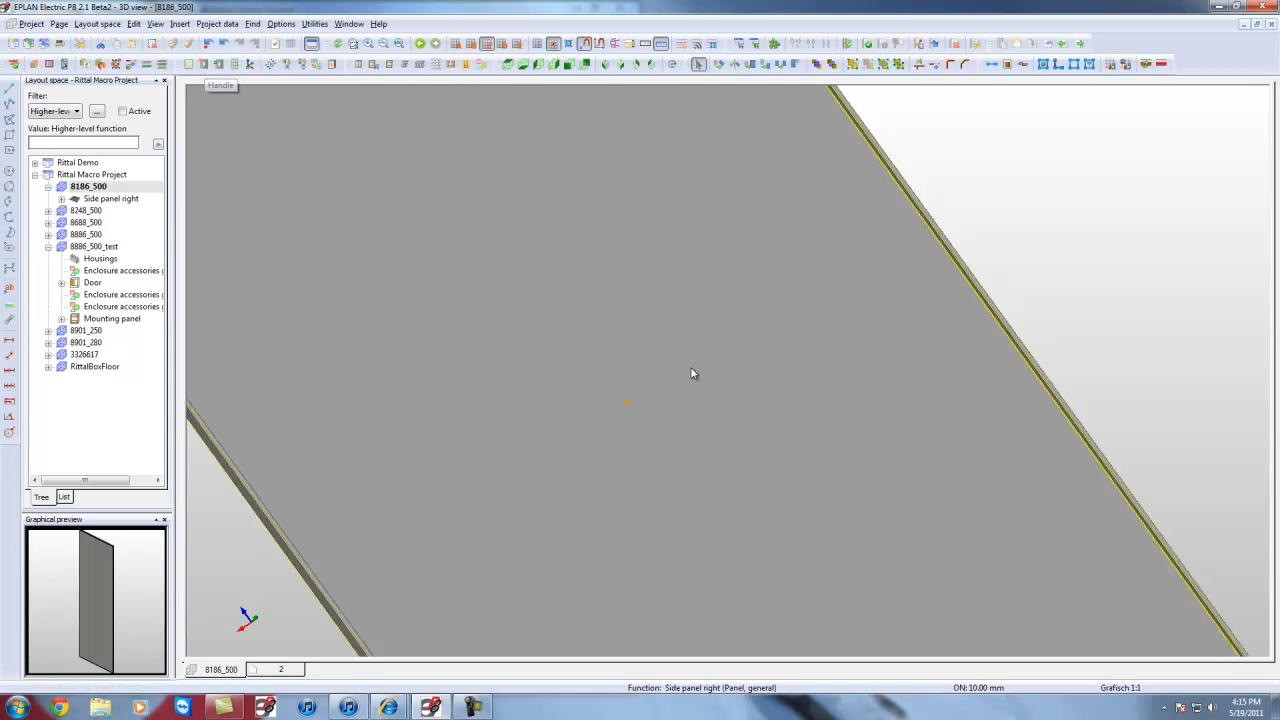 EPLAN Electric P8 2.1 Beta2 - 3D view - [8186_500]
Project Page Layout space Edit View Insert Project data Find Options Utilities Window Help
Layout space - Rittal Macro Project
Handle
Filter:
Higher-lev
...
Active
Value: Higher-level function
Rittal Demo
Rittal Macro Project
8186_500
Side panel right
8248_500
8688_500
8886_500
8886_500_test
Housings
Enclosure accessories
Door
Enclosure accessories
Enclosure accessories
Mounting panel
8901_250
8901_280
3326617
RittalBoxFloor
Tree List
Graphical preview
8186_500 2
Function: Side panel right (Panel, general) ON: 10.00 mm Grafisch 1:1
4:15 PM
5/19/2011